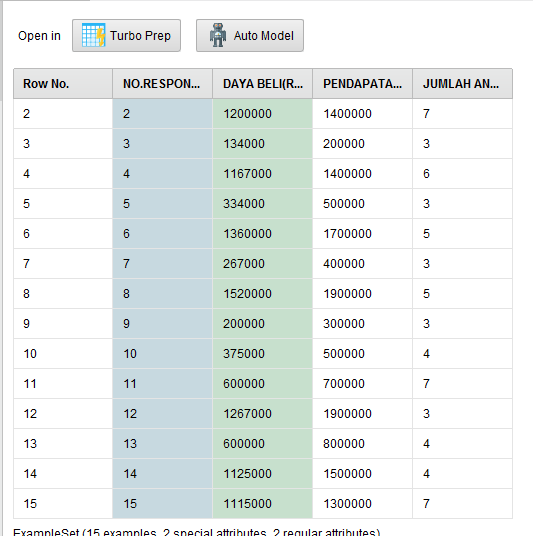 Open in Turbo Prep Auto Model
Row No. NO.RESPON... DAYA BELI(R... PENDAPATA... JUMLAH AN...
2 2 1200000 1400000 7
3 3 134000 200000 3
4 4 1167000 1400000 6
5 5 334000 500000 3
6 6 1360000 1700000 5
7 7 267000 400000 3
8 8 1520000 1900000 5
9 9 200000 300000 3
10 10 375000 500000 4
11 11 600000 700000 7
12 12 1267000 1900000 3
13 13 600000 800000 4
14 14 1125000 1500000 4
15 15 1115000 1300000 7
ExampleSet (15 examples, 2 special attributes, 2 regular attributes)